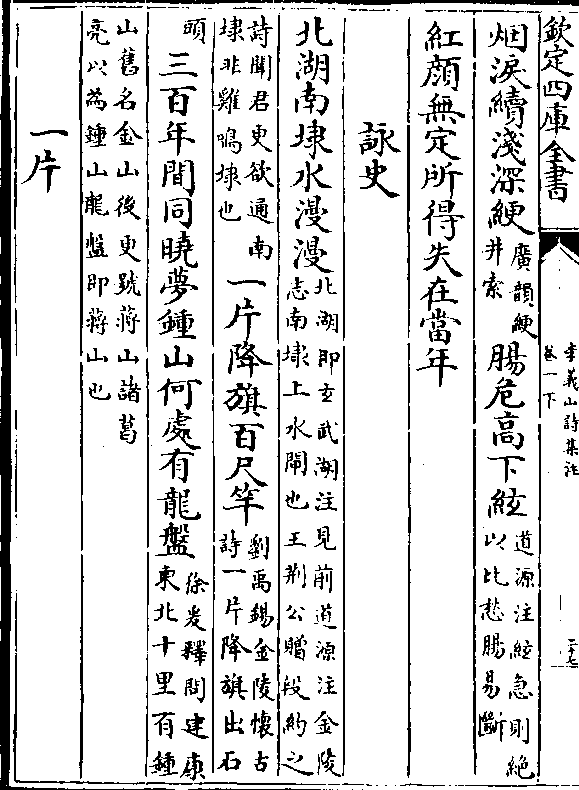 欽定四庫全書
李義山詩集注
卷一下
二十七
烟淚續淺深綆廣韻綆井索腸危高下絃道源注絃急則絶以比愁腸易斷
紅顔無定所得失在當年
詠史
北湖南埭水漫漫北湖即玄武湖注見前道源注金陵志南埭上水閘也王荆公贈段約之
詩聞君更欲通南埭非雞鳴埭也一片降旗百尺竿劉禹錫金陵懷古詩一片降旗出石
頭三百年間同曉夢鍾山何處有龍盤徐爰釋問建康東北十里有鍾
山舊名金山後更號蔣山諸葛亮以為鍾山龍盤即蔣山也
一片